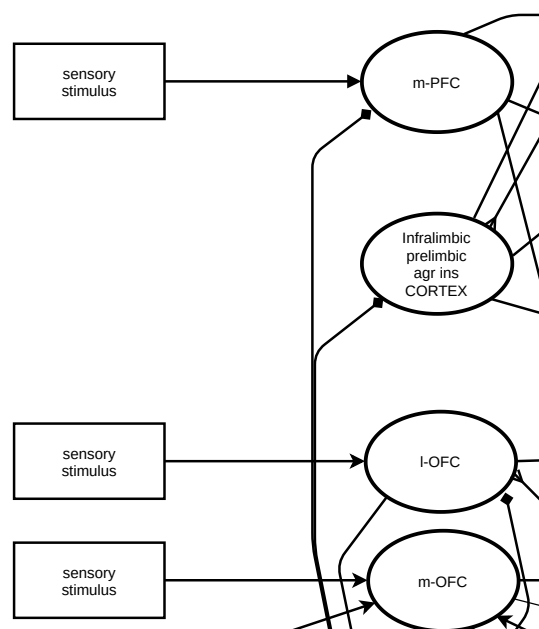 sensory
stimulus
m-PFC
Infralimbic
prelimbic
agr ins
CORTEX
sensory
stimulus
l-OFC
sensory
stimulus
m-OFC